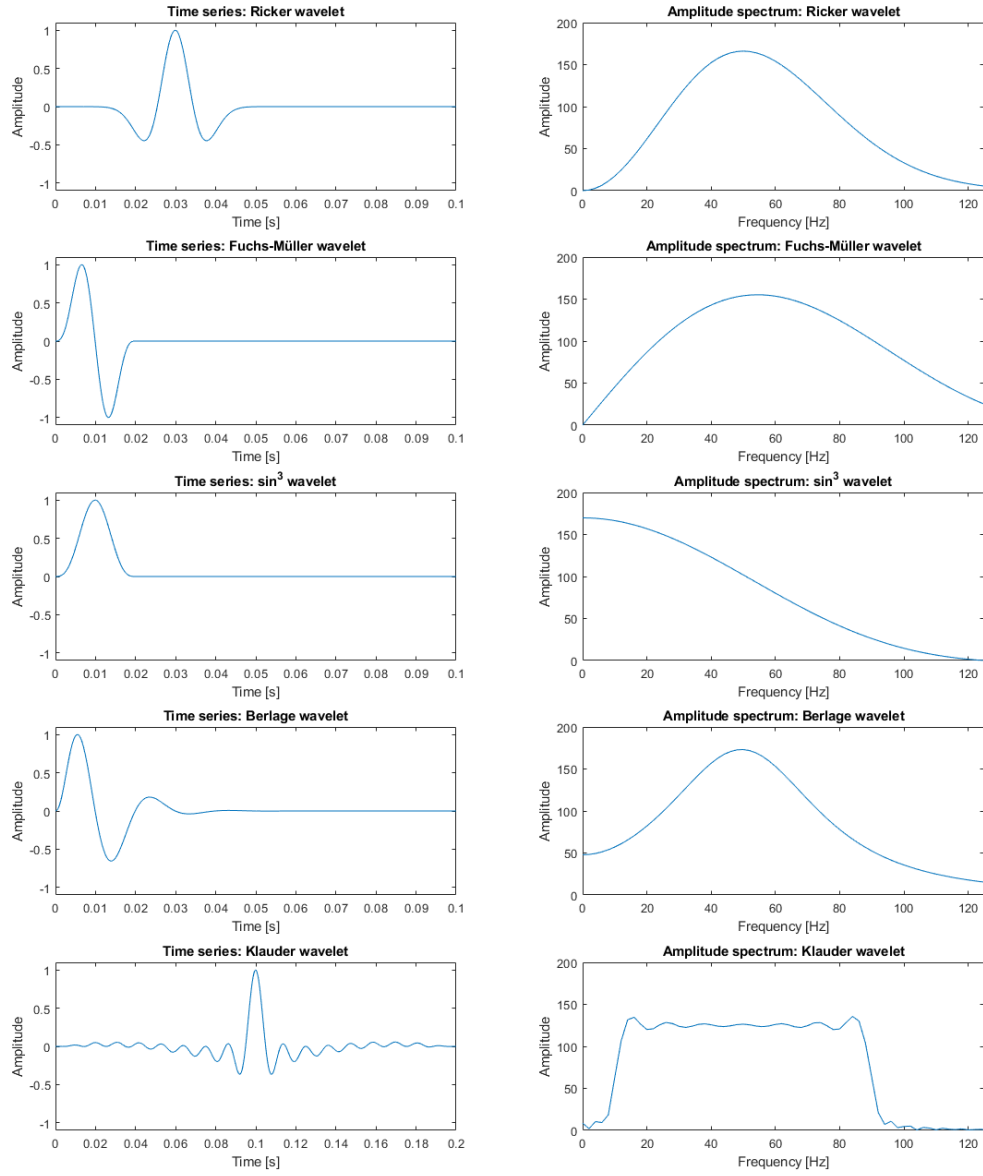 Time series: Ricker wavelet
1
0.5
0
-0.5
-1
Amplitude
0 0.01 0.02 0.03 0.04 0.05 0.06 0.07 0.08 0.09 0.1
Time [s]
Amplitude spectrum: Ricker wavelet
200
150
100
50
0
Amplitude
0 20 40 60 80 100 120
Frequency [Hz]
Time series: Fuchs-Müller wavelet
1
0.5
0
-0.5
-1
Amplitude
0 0.01 0.02 0.03 0.04 0.05 0.06 0.07 0.08 0.09 0.1
Time [s]
Amplitude spectrum: Fuchs-Müller wavelet
200
150
100
50
0
Amplitude
0 20 40 60 80 100 120
Frequency [Hz]
Time series: sin³ wavelet
1
0.5
0
-0.5
-1
Amplitude
0 0.01 0.02 0.03 0.04 0.05 0.06 0.07 0.08 0.09 0.1
Time [s]
Amplitude spectrum: sin³ wavelet
200
150
100
50
0
Amplitude
0 20 40 60 80 100 120
Frequency [Hz]
Time series: Berlage wavelet
1
0.5
0
-0.5
-1
Amplitude
0 0.01 0.02 0.03 0.04 0.05 0.06 0.07 0.08 0.09 0.1
Time [s]
Amplitude spectrum: Berlage wavelet
200
150
100
50
0
Amplitude
0 20 40 60 80 100 120
Frequency [Hz]
Time series: Klauder wavelet
1
0.5
0
-0.5
-1
Amplitude
0 0.02 0.04 0.06 0.08 0.1 0.12 0.14 0.16 0.18 0.2
Time [s]
Amplitude spectrum: Klauder wavelet
200
150
100
50
0
Amplitude
0 20 40 60 80 100 120
Frequency [Hz]